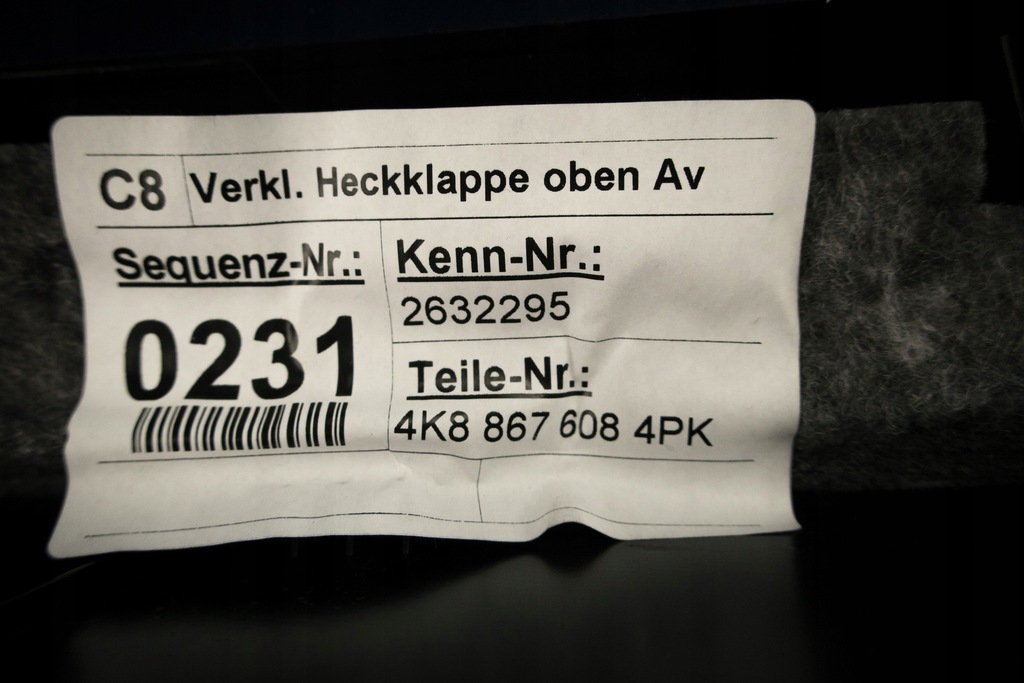 C8 Verkl. Heckklappe oben Av
Sequenz-Nr.:
0231
Kenn-Nr.:
2632295
Teile-Nr.:
4K8 867 608 4PK